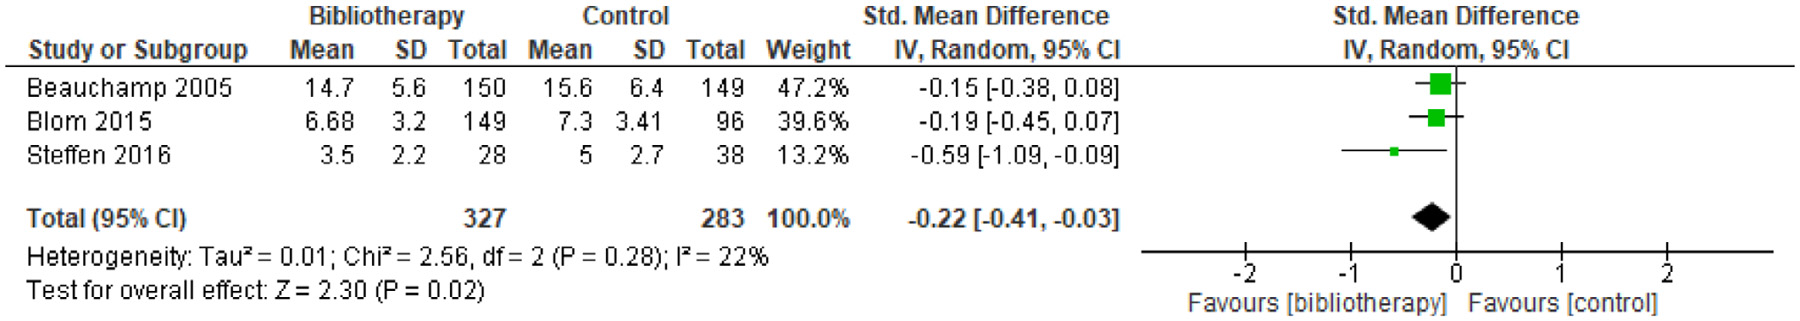 Bibliotherapy Control Std. Mean Difference Std. Mean Difference
Study or Subgroup Mean SD Total Mean SD Total Weight IV, Random, 95% CI IV, Random, 95% CI
Beauchamp 2005 14.7 5.6 150 15.6 6.4 149 47.2% -0.15 [-0.38, 0.08]
Blom 2015 6.68 3.2 149 7.3 3.41 96 39.6% -0.19 [-0.45, 0.07]
Steffen 2016 3.5 2.2 28 5 2.7 38 13.2% -0.59 [-1.09, -0.09]
Total (95% CI) 327 283 100.0% -0.22 [-0.41, -0.03]
Heterogeneity: Tau² = 0.01; Chi² = 2.56, df = 2 (P = 0.28); I² = 22%
Test for overall effect: Z = 2.30 (P = 0.02)
-2 -1 0 1 2
Favours [bibliotherapy] Favours [control]